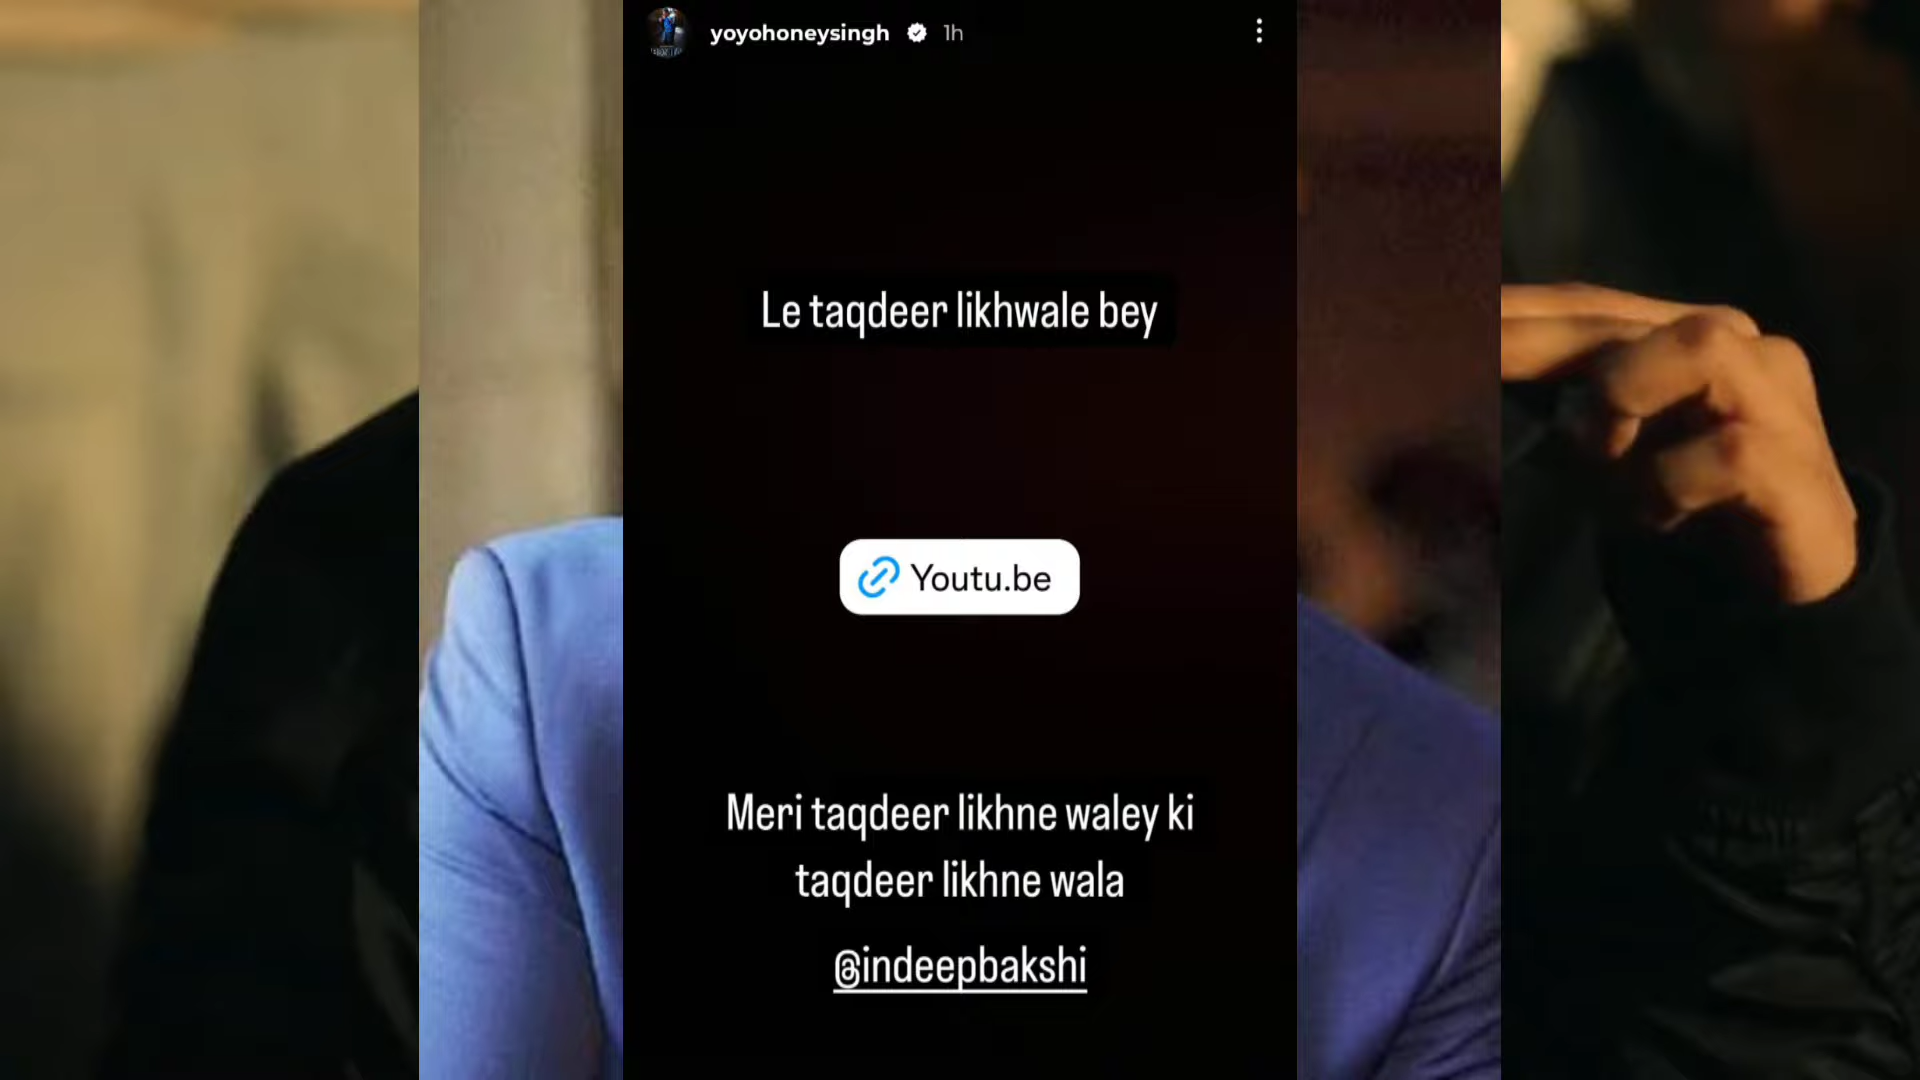 yoyohoneysingh 1h
Le taqdeer likhwale bey
Youtu.be
Meri taqdeer likhne waley ki
taqdeer likhne wala
@indeepbakshi